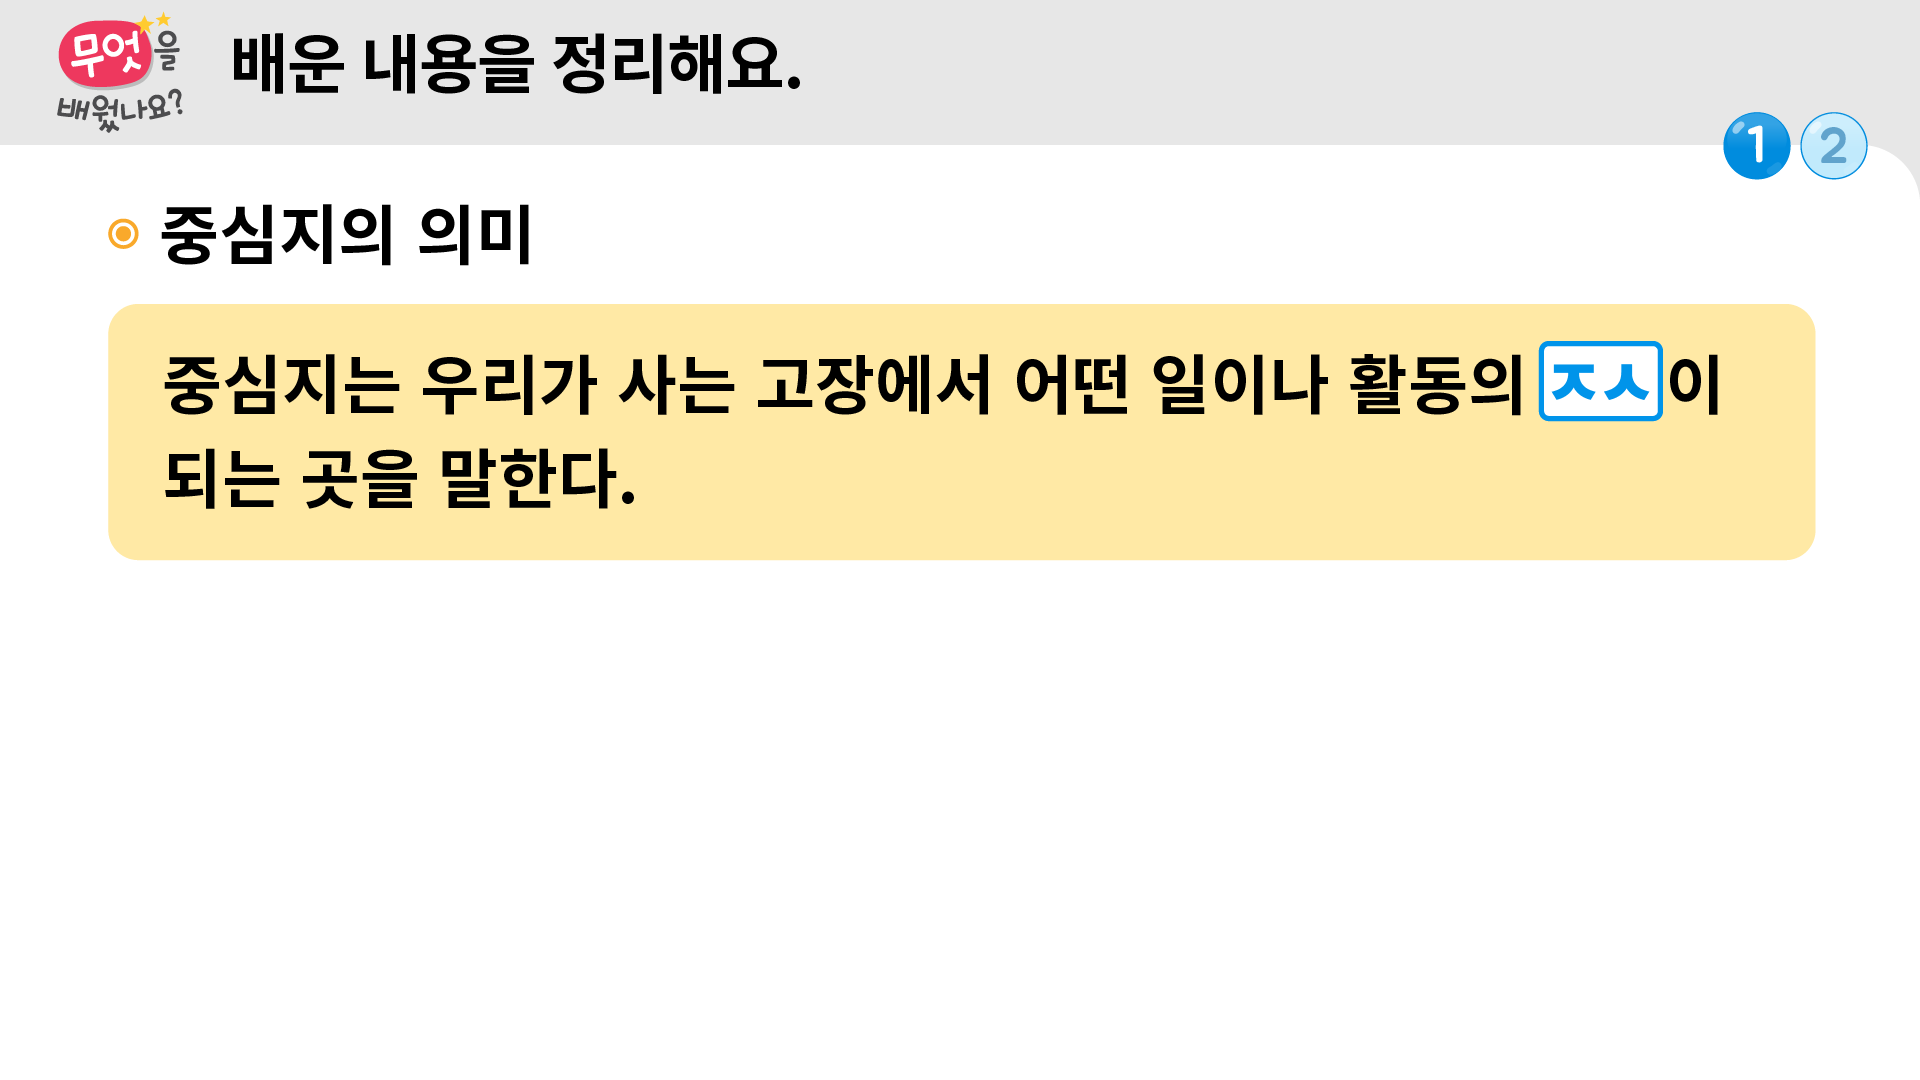 무엇을
배웠나요?
배운 내용을 정리해요.
1 2
중심지의 의미
중심지는 우리가 사는 고장에서 어떤 일이나 활동의 ㅈㅅ이
되는 곳을 말한다.